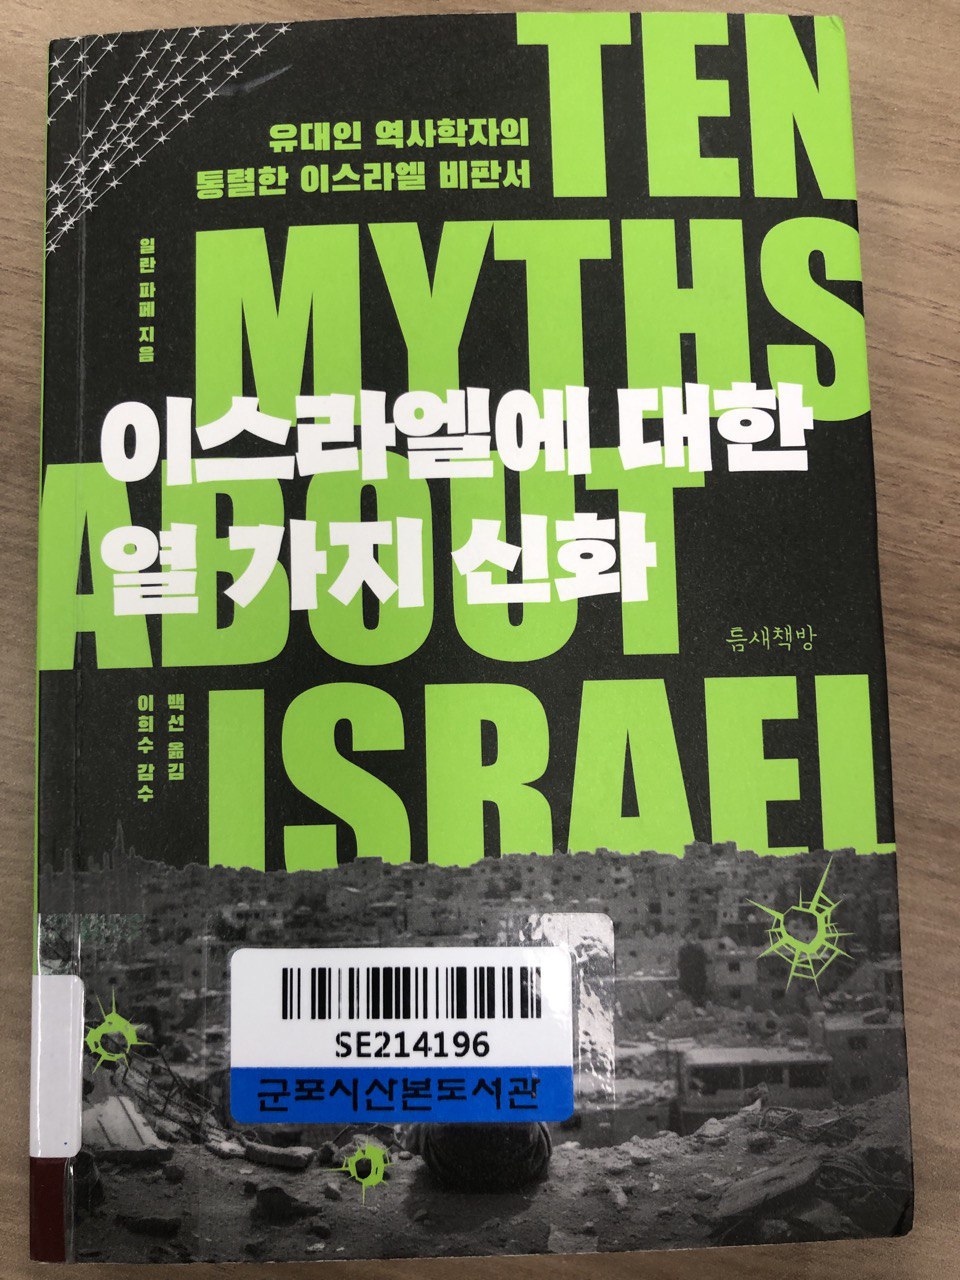 TEN
유대인 역사학자의
통렬한 이스라엘 비판서
MYTHS
일란 파페 지음
이스라엘에 대한
ABOUT
열 가지 신화
틈새책방
ISRAEL
백선 옮김
이희수 감수
SE214196
군포시산본도서관